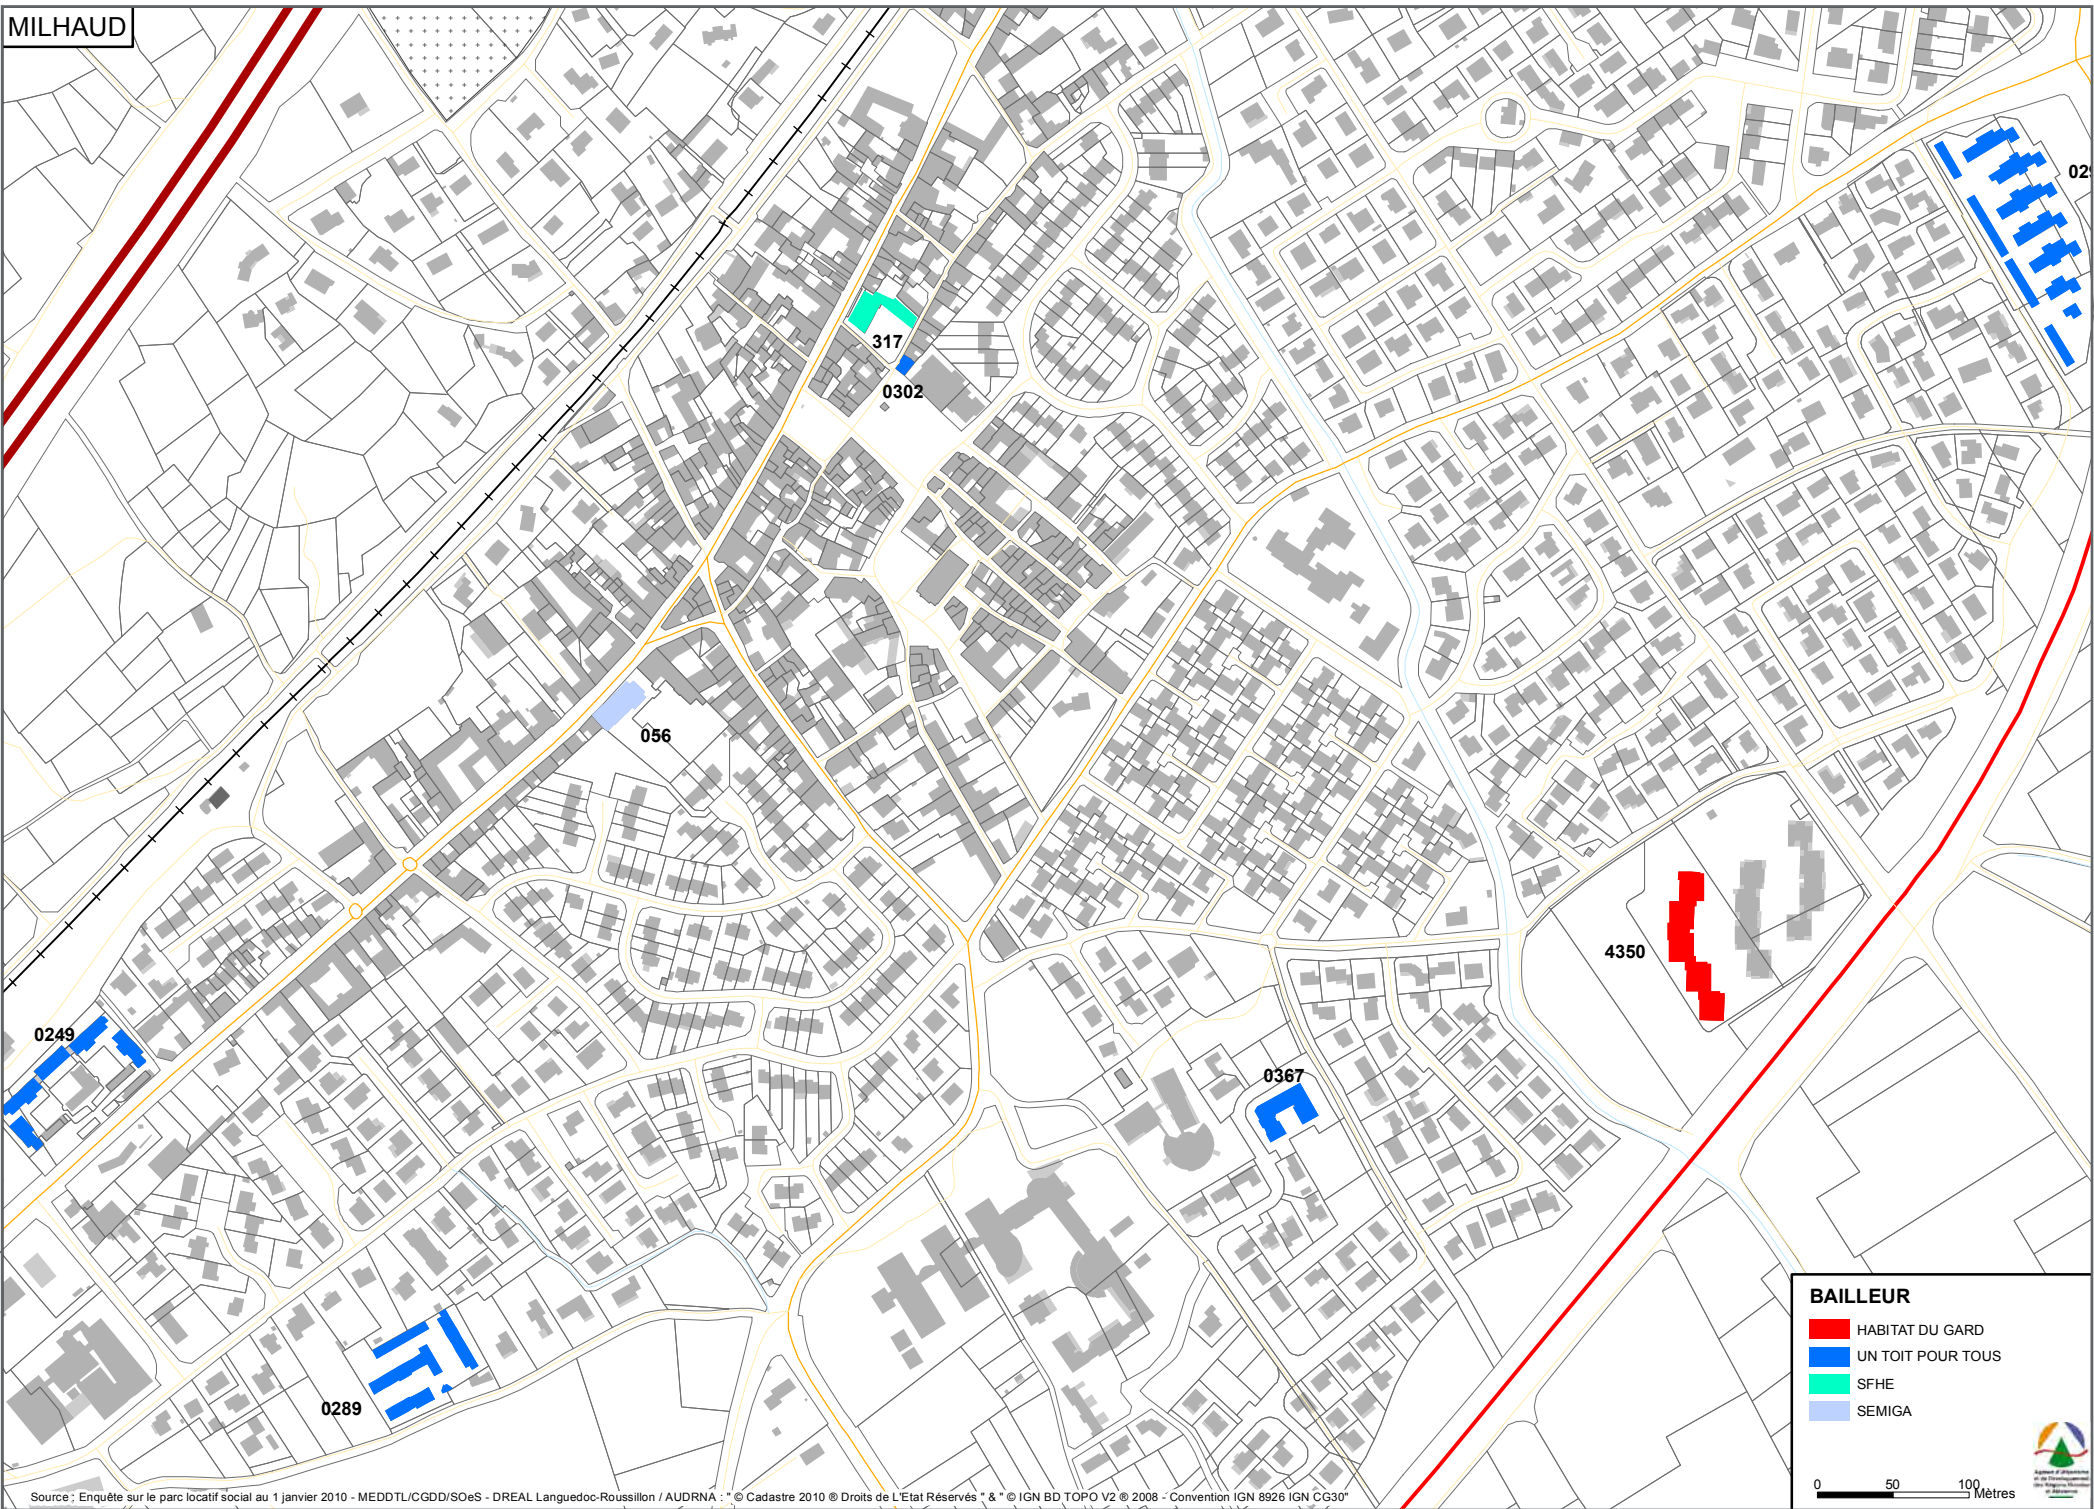 MILHAUD
029
317
0302
056
4350
0249
0367
0289
BAILLEUR
HABITAT DU GARD
UN TOIT POUR TOUS
SFHE
SEMIGA
0 50 100 Mètres
Source : Enquête sur le parc locatif social au 1 janvier 2010 - MEDDTL/CGDD/SOeS - DREAL Languedoc-Roussillon / AUDRNA : " © Cadastre 2010 ® Droits de L'Etat Réservés " & " © IGN BD TOPO V2 ® 2008 - Convention IGN 8926 IGN CG30"